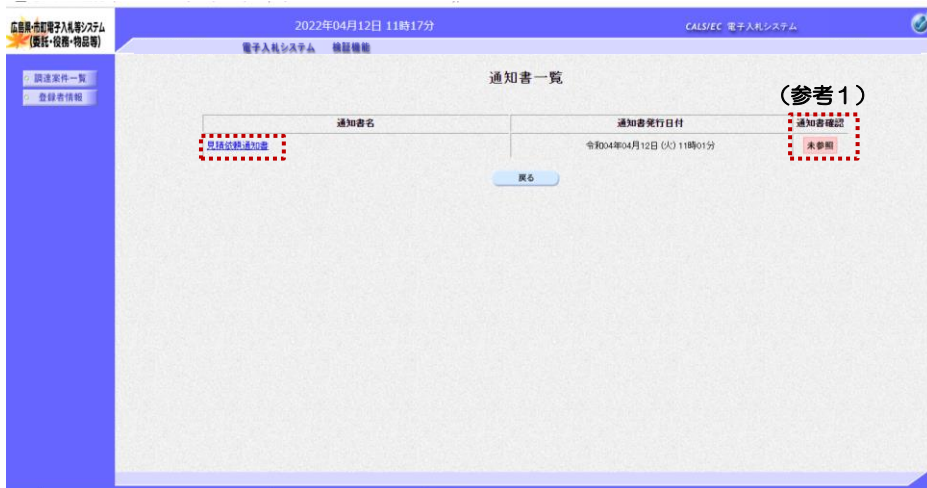 広島県・市町電子入札等システム
(委託・役務・物品等)
2022年04月12日 11時17分
CALS/EC 電子入札システム
電子入札システム 検証機能
調達案件一覧
登録者情報
通知書一覧
(参考1)
通知書名 通知書発行日付 通知書確認
見積依頼通知書 令和04年04月12日 (火) 11時01分 未参照
戻る